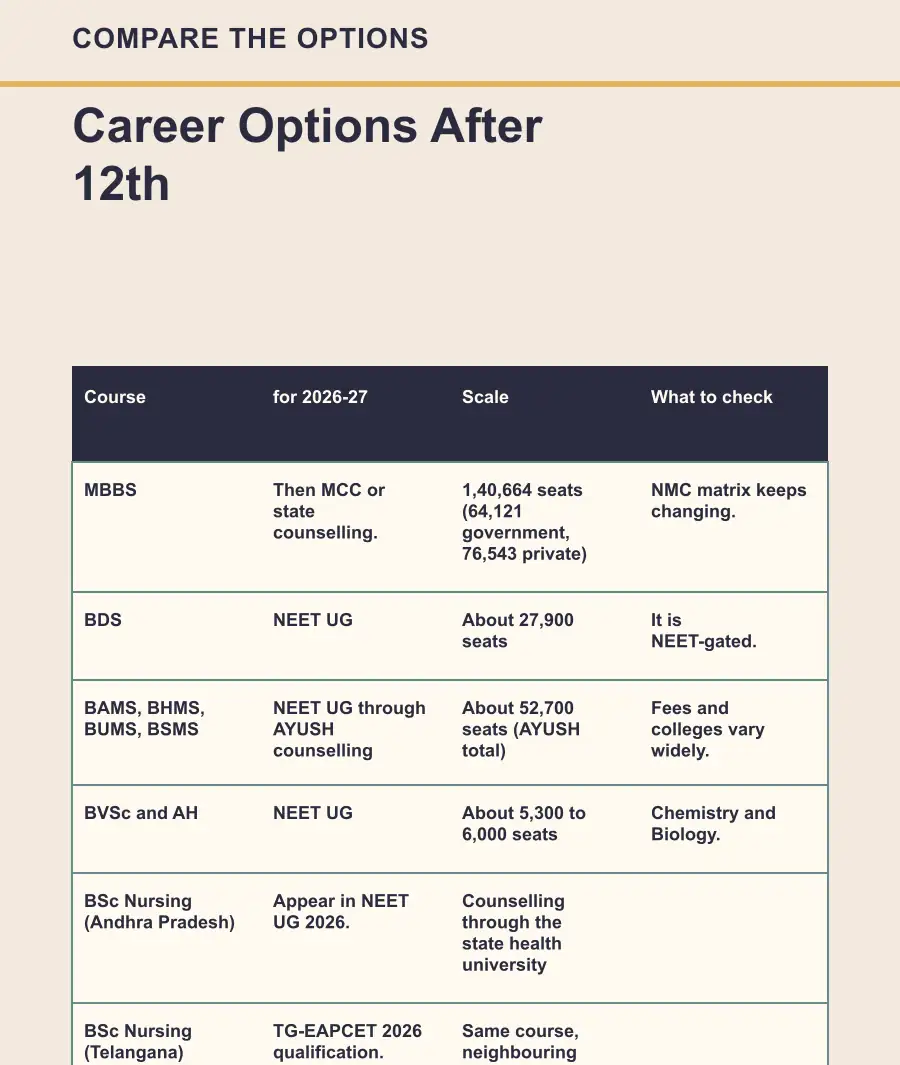 COMPARE THE OPTIONS
Career Options After
12th
Course
for 2026-27
Scale
What to check
MBBS
Then MCC or
state
counselling.
1,40,664 seats
(64,121
government,
76,543 private)
NMC matrix keeps
changing.
BDS
NEET UG
About 27,900
seats
It is
NEET-gated.
BAMS, BHMS,
BUMS, BSMS
NEET UG through
AYUSH
counselling
About 52,700
seats (AYUSH
total)
Fees and
colleges vary
widely.
BVSc and AH
NEET UG
About 5,300 to
6,000 seats
Chemistry and
Biology.
BSc Nursing
(Andhra Pradesh)
Appear in NEET
UG 2026.
Counselling
through the
state health
university
BSc Nursing
(Telangana)
TG-EAPCET 2026
qualification.
Same course,
neighbouring